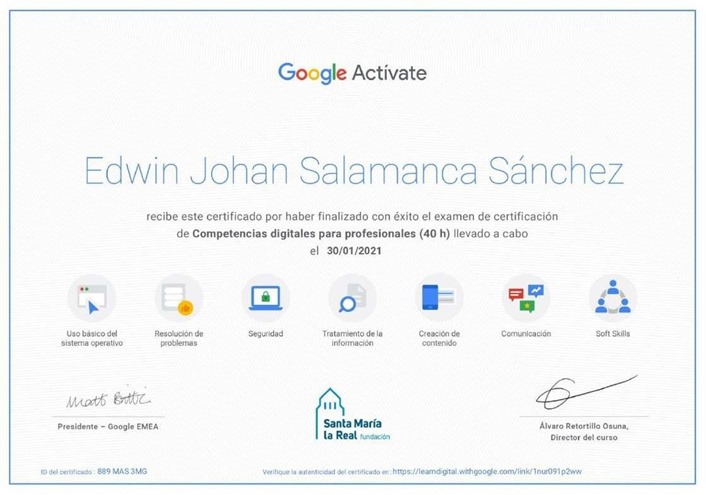 Google Actívate
Edwin Johan Salamanca Sánchez
recibe este certificado por haber finalizado con éxito el examen de certificación
de Competencias digitales para profesionales (40 h) llevado a cabo
el 30/01/2021
Uso básico del
sistema operativo
Resolución de
problemas
Seguridad
Tratamiento de la
información
Creación de
contenido
Comunicación
Soft Skills
Presidente – Google EMEA
Santa María
la Real fundación
Álvaro Retortillo Osuna,
Director del curso
ID del certificado : 889 MAS 3MG
Verifique la autenticidad del certificado en: https://learndigital.withgoogle.com/link/1nur091p2ww